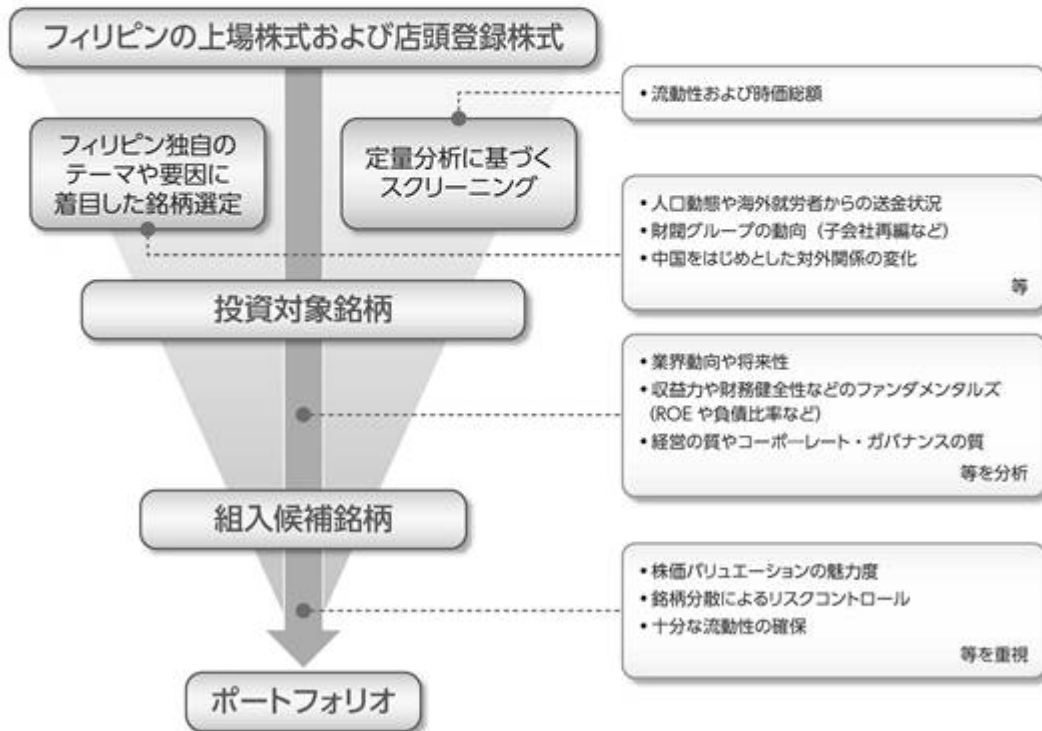 フィリピンの上場株式および店頭登録株式
• 流動性および時価総額
フィリピン独自の
テーマや要因に
着目した銘柄選定
定量分析に基づく
スクリーニング
• 人口動態や海外就労者からの送金状況
• 財閥グループの動向（子会社再編など）
• 中国をはじめとした対外関係の変化
等
投資対象銘柄
• 業界動向や将来性
• 収益力や財務健全性などのファンダメンタルズ
（ROE や負債比率など）
• 経営の質やコーポーレート・ガバナンスの質
等を分析
組入候補銘柄
• 株価バリュエーションの魅力度
• 銘柄分散によるリスクコントロール
• 十分な流動性の確保
等を重視
ポートフォリオ